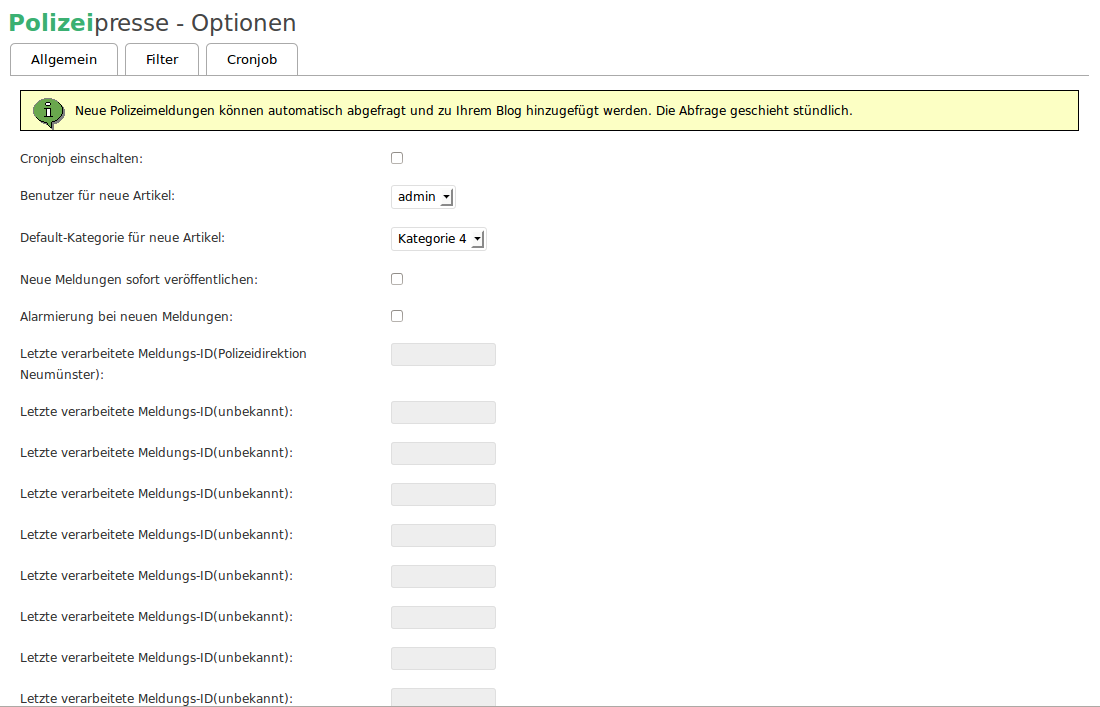 Polizeipresse - Optionen
Allgemein Filter Cronjob
Neue Polizeimeldungen können automatisch abgefragt und zu Ihrem Blog hinzugefügt werden. Die Abfrage geschieht stündlich.
Cronjob einschalten:
Benutzer für neue Artikel: admin
Default-Kategorie für neue Artikel: Kategorie 4
Neue Meldungen sofort veröffentlichen:
Alarmierung bei neuen Meldungen:
Letzte verarbeitete Meldungs-ID(Polizeidirektion
Neumünster):
Letzte verarbeitete Meldungs-ID(unbekannt):
Letzte verarbeitete Meldungs-ID(unbekannt):
Letzte verarbeitete Meldungs-ID(unbekannt):
Letzte verarbeitete Meldungs-ID(unbekannt):
Letzte verarbeitete Meldungs-ID(unbekannt):
Letzte verarbeitete Meldungs-ID(unbekannt):
Letzte verarbeitete Meldungs-ID(unbekannt):
Letzte verarbeitete Meldungs-ID(unbekannt):